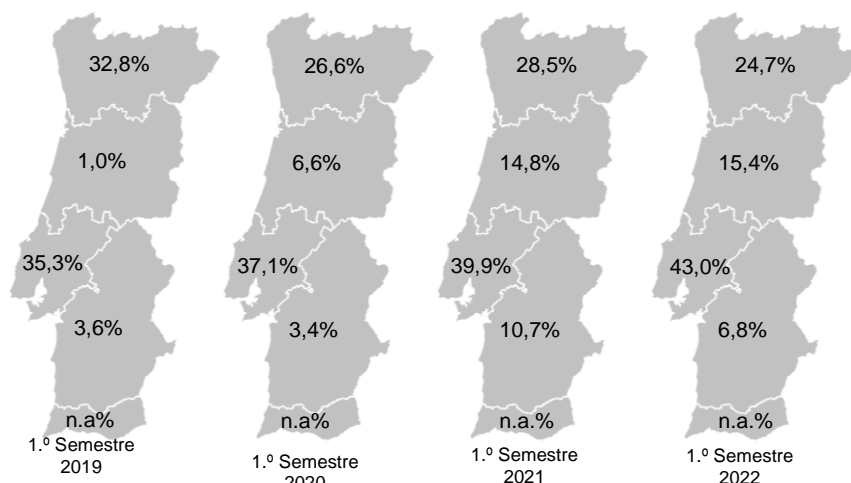 32,8%
1,0%
35,3%
3,6%
n.a%
1.º Semestre
2019
26,6%
6,6%
37,1%
3,4%
n.a%
1.º Semestre
2020
28,5%
14,8%
39,9%
10,7%
n.a.%
1.º Semestre
2021
24,7%
15,4%
43,0%
6,8%
n.a.%
1.º Semestre
2022